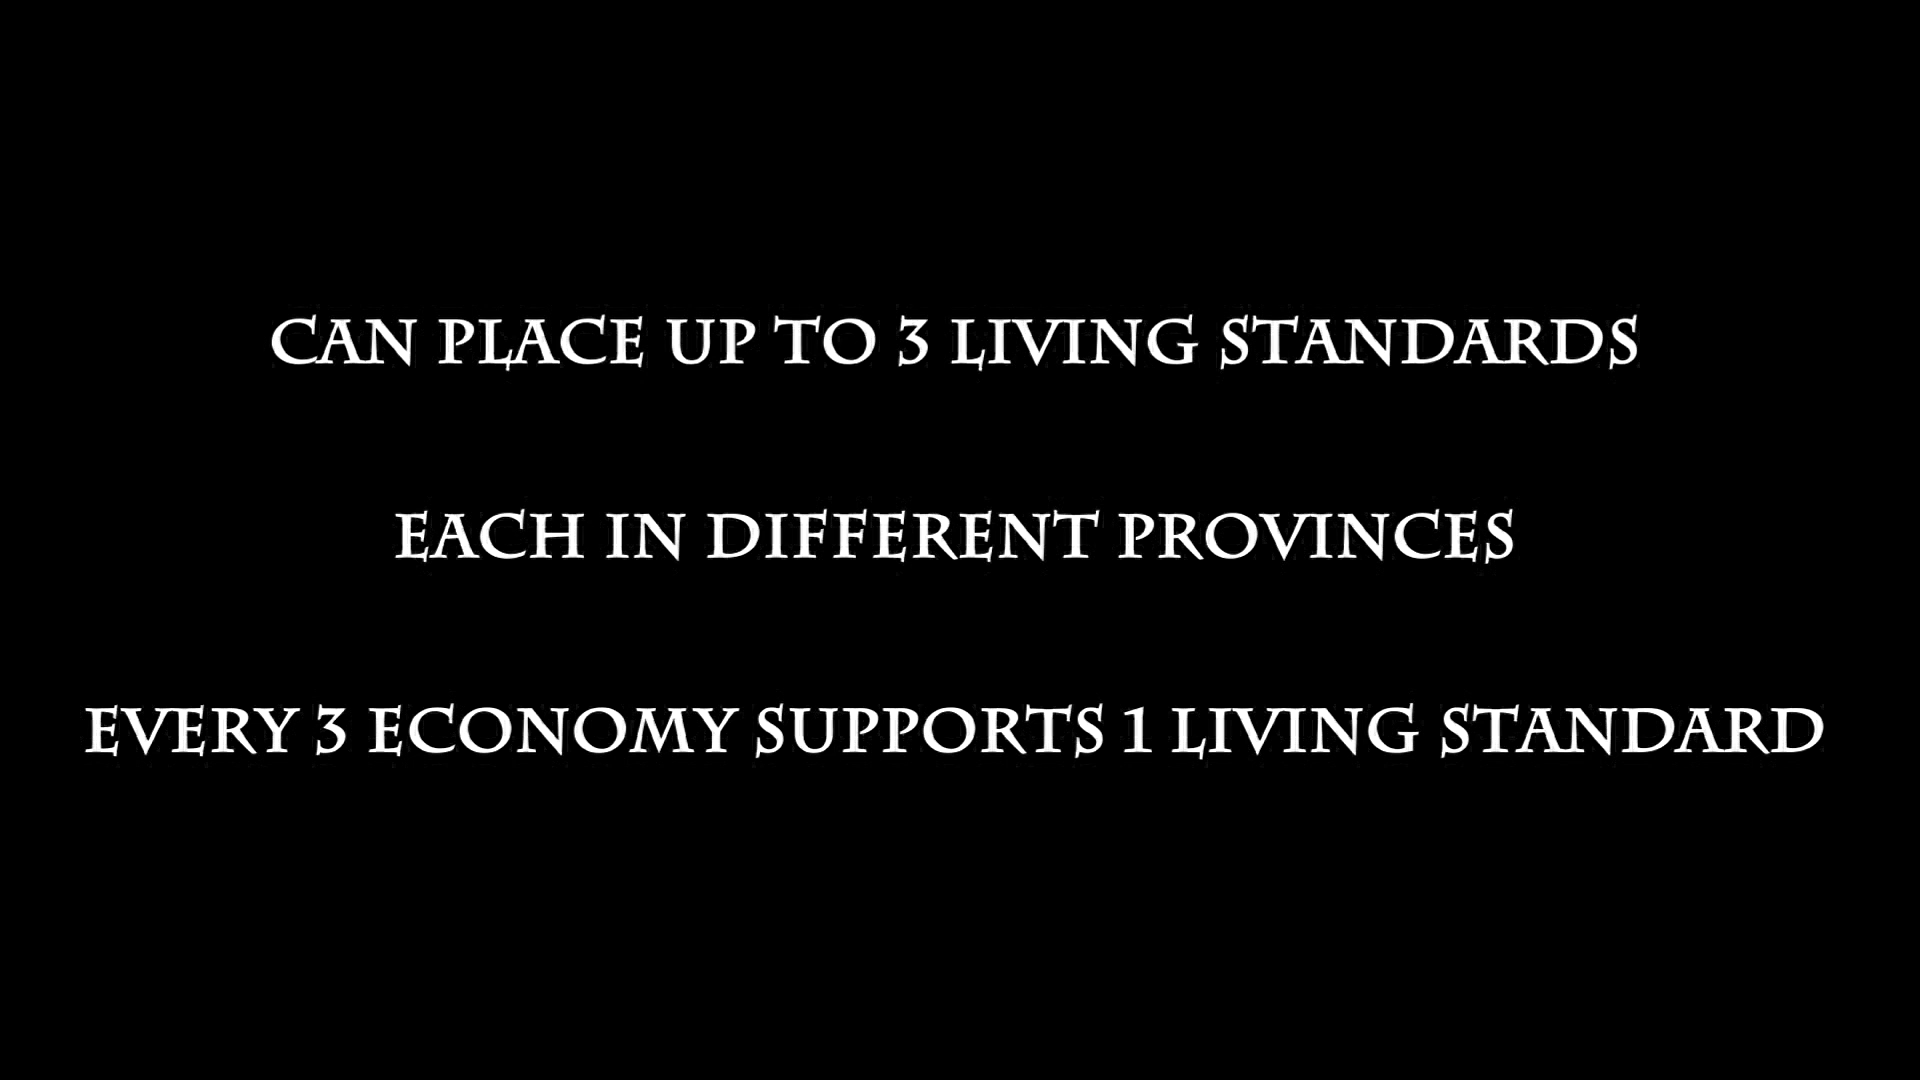 CAN PLACE UP TO 3 LIVING STANDARDS
EACH IN DIFFERENT PROVINCES
EVERY 3 ECONOMY SUPPORTS 1 LIVING STANDARD